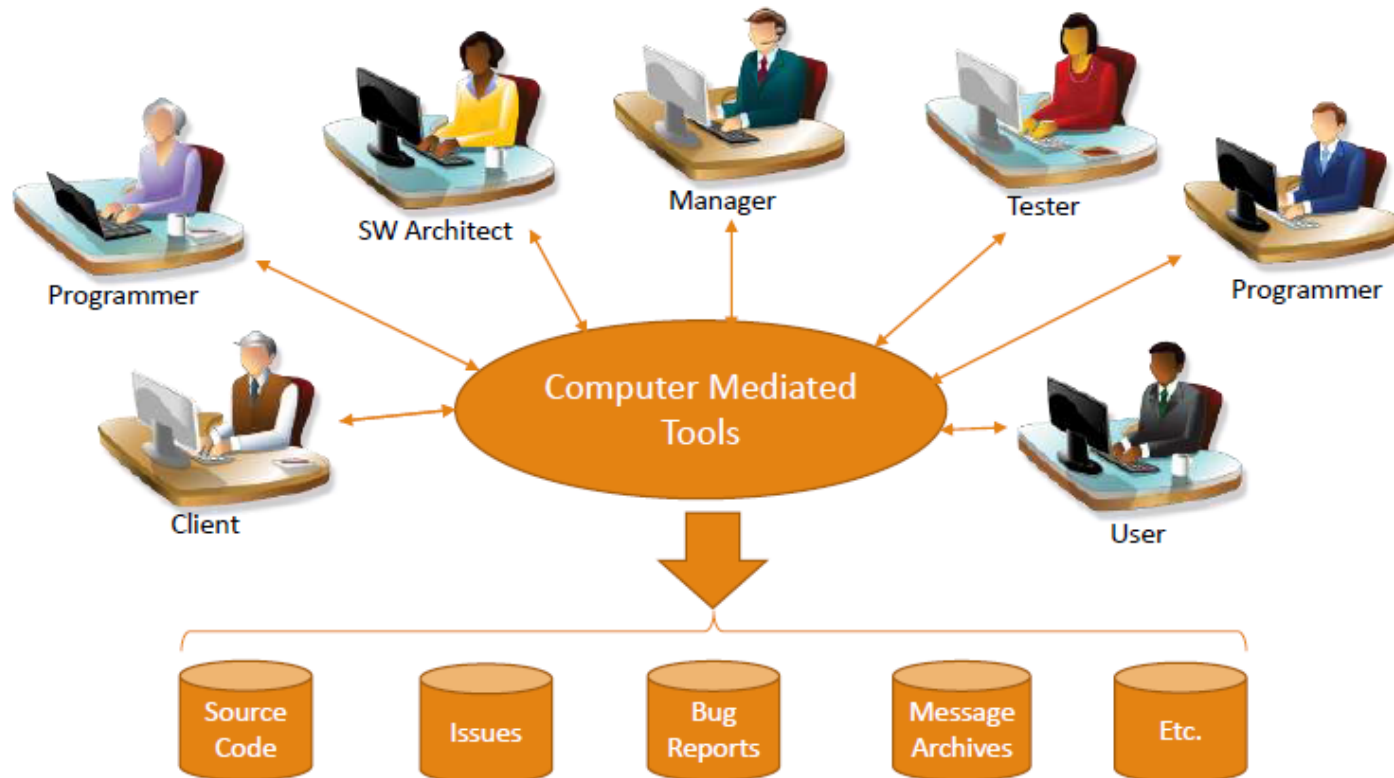 Manager
Tester
SW Architect
Programmer
Programmer
Computer Mediated
Tools
Client
User
Source
Code
Issues
Bug
Reports
Message
Archives
Etc.